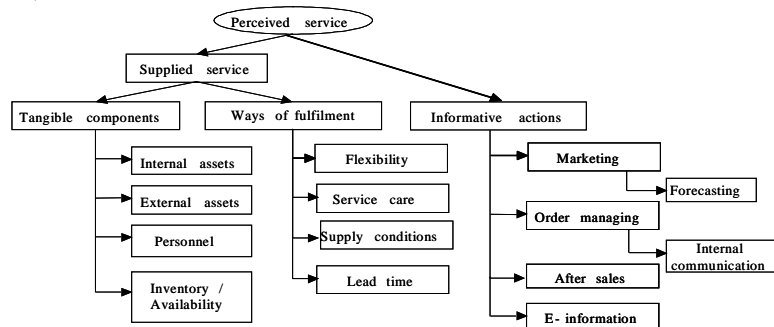 Perceived service
Supplied service
Tangible components
Ways of fulfilment
Informative actions
Internal assets
External assets
Personnel
Inventory /
Availability
Flexibility
Service care
Supply conditions
Lead time
Marketing
Forecasting
Order managing
Internal
communication
After sales
E- information